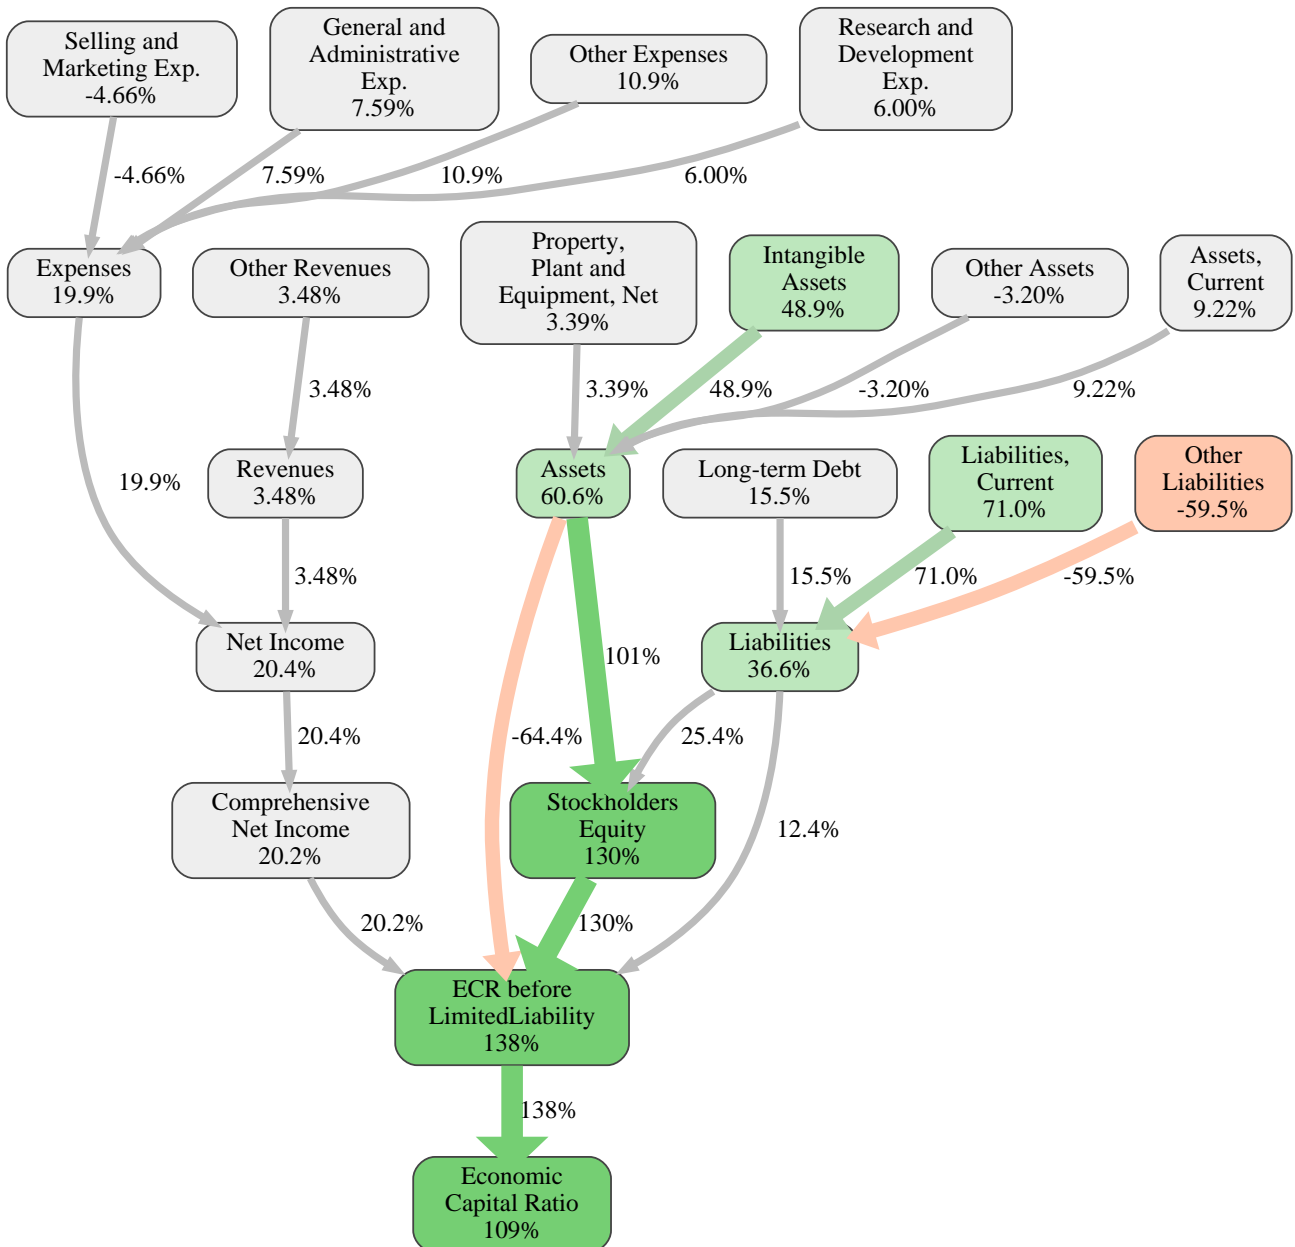 Selling and
Marketing Exp.
-4.66%
General and
Administrative
Exp.
7.59%
Other Expenses
10.9%
Research and
Development
Exp.
6.00%
-4.66%
7.59%
10.9%
6.00%
Expenses
19.9%
Other Revenues
3.48%
Property,
Plant and
Equipment, Net
3.39%
Intangible
Assets
48.9%
Other Assets
-3.20%
Assets,
Current
9.22%
3.48%
3.39%
48.9%
-3.20%
9.22%
19.9%
Revenues
3.48%
Assets
60.6%
Long-term Debt
15.5%
Liabilities,
Current
71.0%
Other
Liabilities
-59.5%
3.48%
15.5%
71.0%
-59.5%
Net Income
20.4%
101%
Liabilities
36.6%
20.4%
-64.4%
25.4%
Comprehensive
Net Income
20.2%
Stockholders
Equity
130%
12.4%
20.2%
130%
ECR before
LimitedLiability
138%
138%
Economic
Capital Ratio
109%